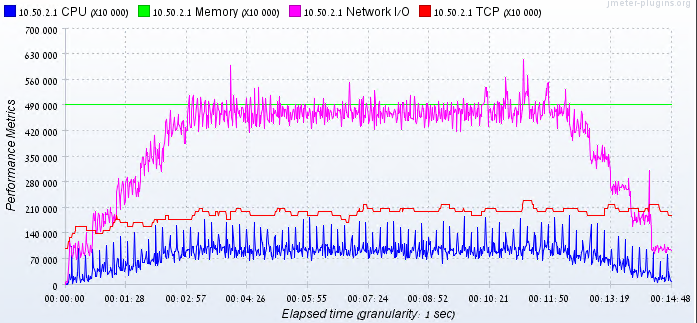 jmeter-plugins.org
10.50.2.1 CPU (X10 000) 10.50.2.1 Memory (X10 000) 10.50.2.1 Network I/O (X10 000) 10.50.2.1 TCP (X10 000)
700 000
630 000
560 000
490 000
420 000
350 000
280 000
210 000
140 000
70 000
0
Performance Metrics
00:00:00 00:01:28 00:02:57 00:04:26 00:05:55 00:07:24 00:08:52 00:10:21 00:11:50 00:13:19 00:14:48
Elapsed time (granularity: 1 sec)